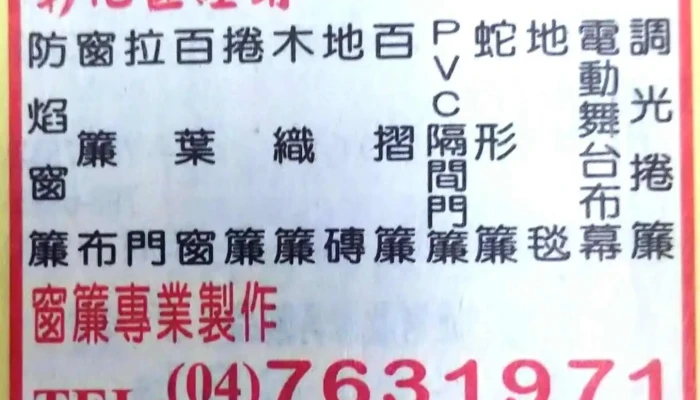 調光捲簾
電動舞台布幕
地毯
蛇形簾
PVC隔間門簾
百摺簾
地磚
木織簾
捲簾
百葉窗
拉門
窗簾布
防焰窗簾
窗簾專業製作
TEL (04)7631971